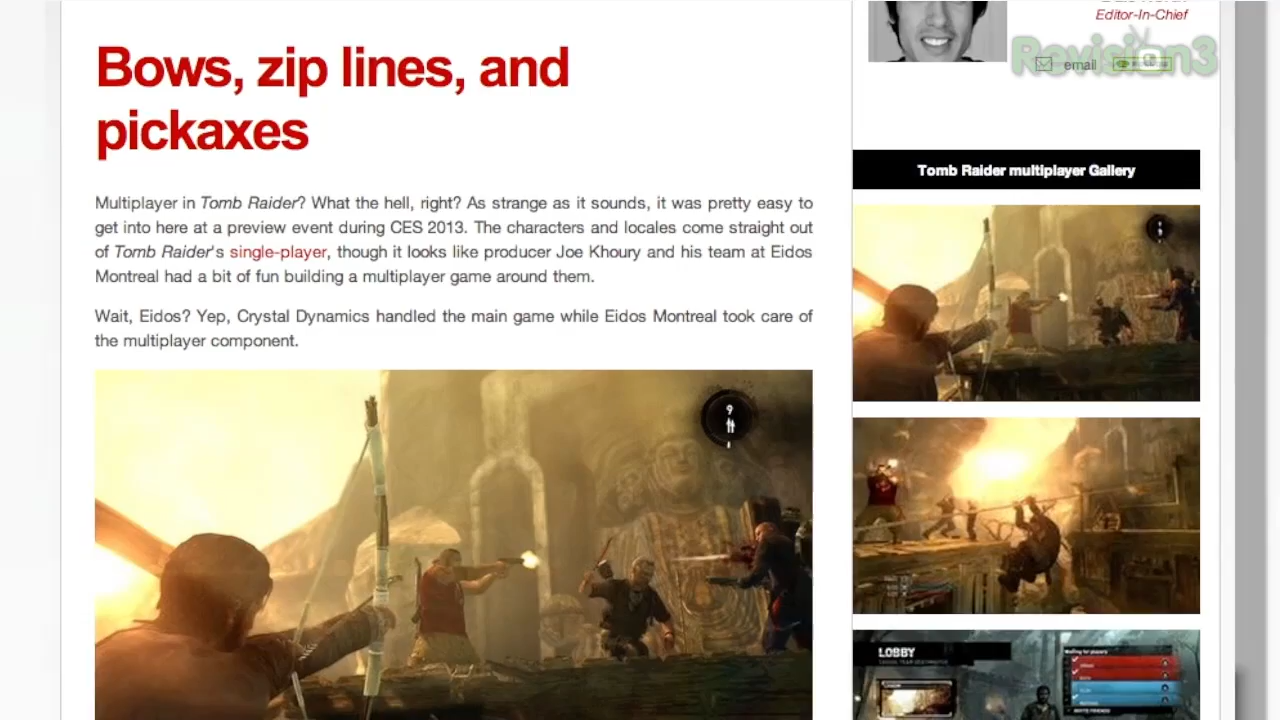 Editor-In-Chief
Revision3
email
Bows, zip lines, and
pickaxes
Multiplayer in Tomb Raider? What the hell, right? As strange as it sounds, it was pretty easy to
get into here at a preview event during CES 2013. The characters and locales come straight out
of Tomb Raider's single-player, though it looks like producer Joe Khoury and his team at Eidos
Montreal had a bit of fun building a multiplayer game around them.
Wait, Eidos? Yep, Crystal Dynamics handled the main game while Eidos Montreal took care of
the multiplayer component.
9
Tomb Raider multiplayer Gallery
LOBBY
Waiting for players